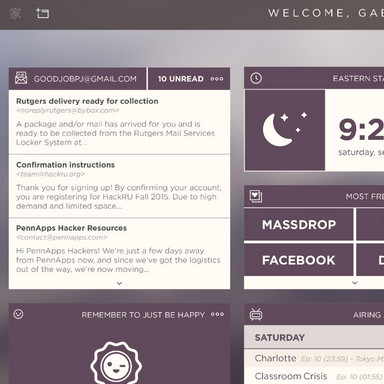 WELCOME, GAB
GOODJOBPJ@GMAIL.COM
10 UNREAD
Rutgers delivery ready for collection
<noreplyrutgers@bybox.com>
A package and/or mail has arrived for you and is
ready to be collected from the Rutgers Mail Services
Locker System at...
Confirmation instructions
<team@hackru.org>
Thank you for signing up! By confirming your account,
you are registering for HackRU Fall 2015. Due to high
demand and limited space...
PennApps Hacker Resources
<contact@pennapps.com>
Hi PennApps Hackers! We're just a few days away
from PennApps now, and since we've got the logistics
out of the way, we're now moving...
REMEMBER TO JUST BE HAPPY
EASTERN STA
9:2
saturday, se
MOST FRE
MASSDROP
FACEBOOK
D
AIRING
SATURDAY
Charlotte Ep: 10 (23:59) - Tokyo M
Classroom Crisis Ep: 10 (01:55)